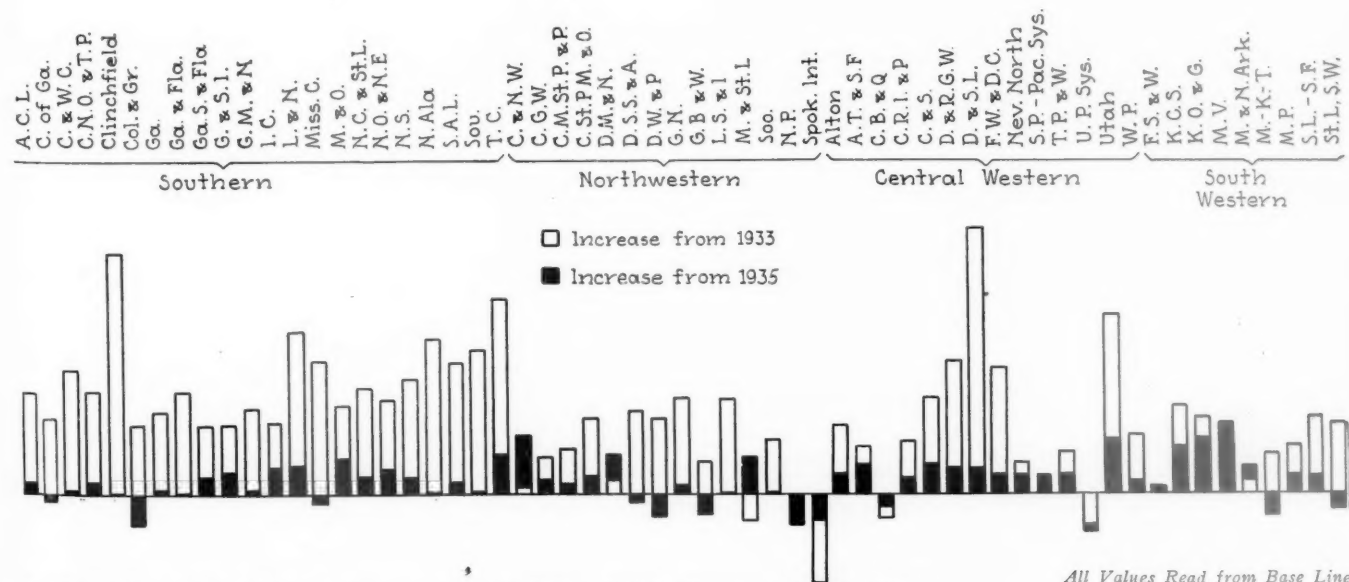 A.C.L.
C. of Ga.
C. & W.C.
C.N.O. & T.P.
Clinchfield
Col. & Gr.
Ga.
Ga. & Fla.
Ga S. & Fla
G. & S.I.
G.M. & N
I.C.
L. & N.
Miss. C.
M. & O.
N.C. & St.L.
N.O. & N.E
N.S.
N. Ala
S.A.L.
Sou.
T.C.
C. & N.W.
C.G.W.
C.M.St.P. & P.
C.St.P.M. & O.
D.M. & N.
D.S.S. & A.
D.W. & P
G.N.
G.B & W.
L.S. & I
M. & St.L
Soo.
N.P.
Spok. Int.
Alton
A.T. & S.F
C.B. & Q
C.R.I. & P
C. & S.
D. & R.G.W.
D. & S.L.
F.W. & D.C.
Nev. North
S.P.-Pac. Sys.
T.P. & W.
U.P. Sys.
Utah
W.P.
F.S. & W.
K.C.S.
K.O. & G.
M.V.
M. & N. Ark.
M.-K.-T.
M.P.
S.L.-S.F.
St.L.S.W.
Southern
Northwestern
Central Western
South
Western
Increase from 1933
Increase from 1935
All Values Read from Base Line